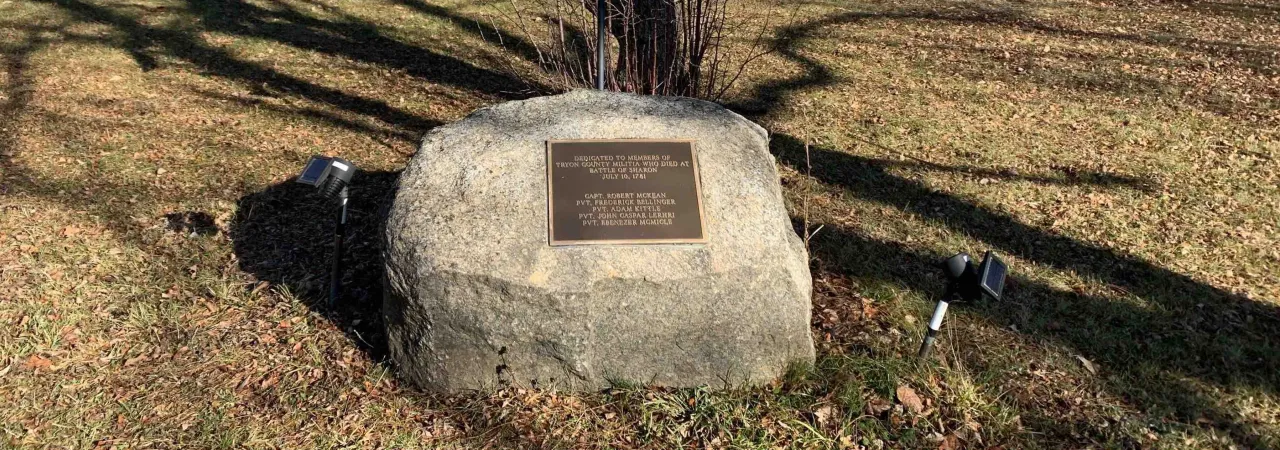 DEDICATED TO MEMBERS OF
TRYON COUNTY MILITIA WHO DIED AT
BATTLE OF SHARON
JULY 10, 1781
CAPT. ROBERT MCKEAN
PVT. FREDERICK BELLINGER
PVT. ADAM KITTLE
PVT. JOHN CASPAR LERHRI
PVT. EBENEZER MCMICLE